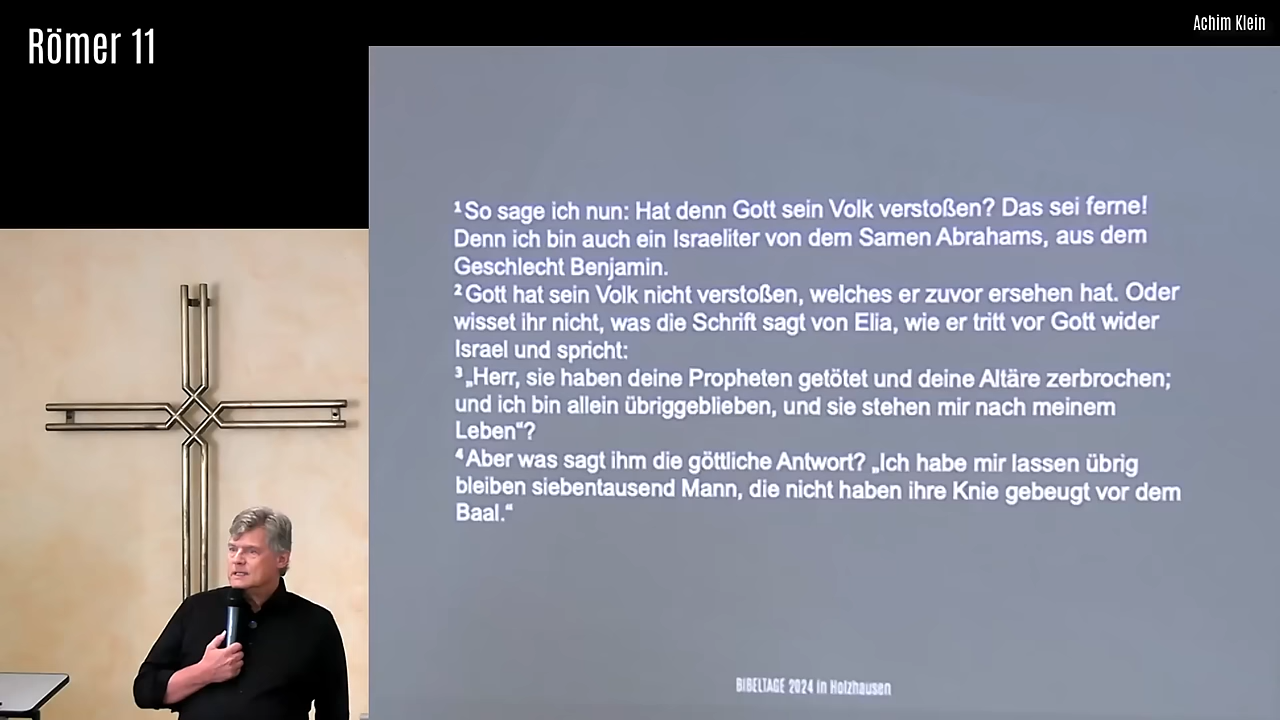 Römer 11
Achim Klein
¹So sage ich nun: Hat denn Gott sein Volk verstoßen? Das sei ferne!
Denn ich bin auch ein Israeliter von dem Samen Abrahams, aus dem
Geschlecht Benjamin.
²Gott hat sein Volk nicht verstoßen, welches er zuvor ersehen hat. Oder
wisset ihr nicht, was die Schrift sagt von Elia, wie er tritt vor Gott wider
Israel und spricht:
³„Herr, sie haben deine Propheten getötet und deine Altäre zerbrochen;
und ich bin allein übriggeblieben, und sie stehen mir nach meinem
Leben“?
⁴Aber was sagt ihm die göttliche Antwort? „Ich habe mir lassen übrig
bleiben siebentausend Mann, die nicht haben ihre Knie gebeugt vor dem
Baal.“
BIBELTAGE 2024 in Holzhausen